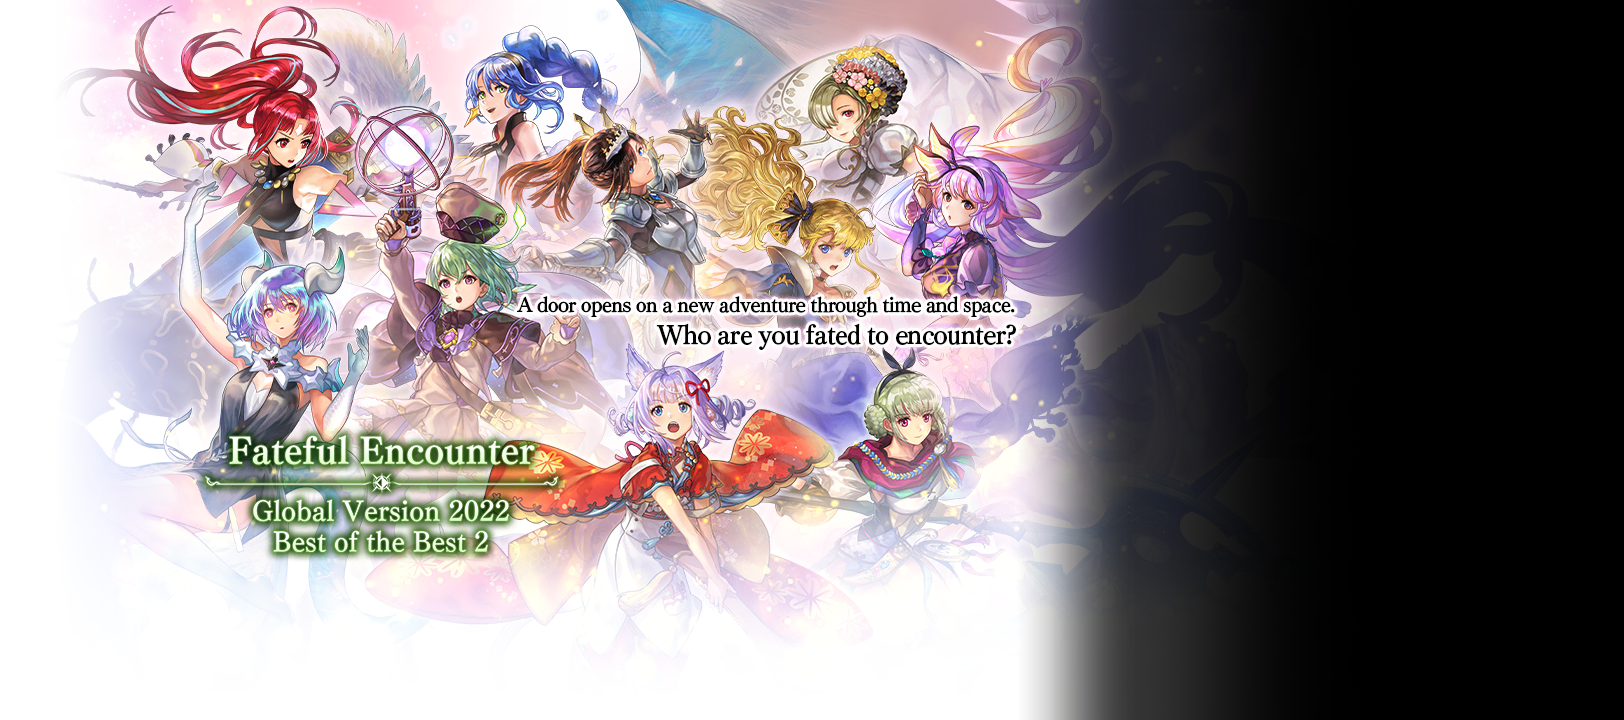 A door opens on a new adventure through time and space.
Who are you fated to encounter?
Fateful Encounter
Global Version 2022
Best of the Best 2